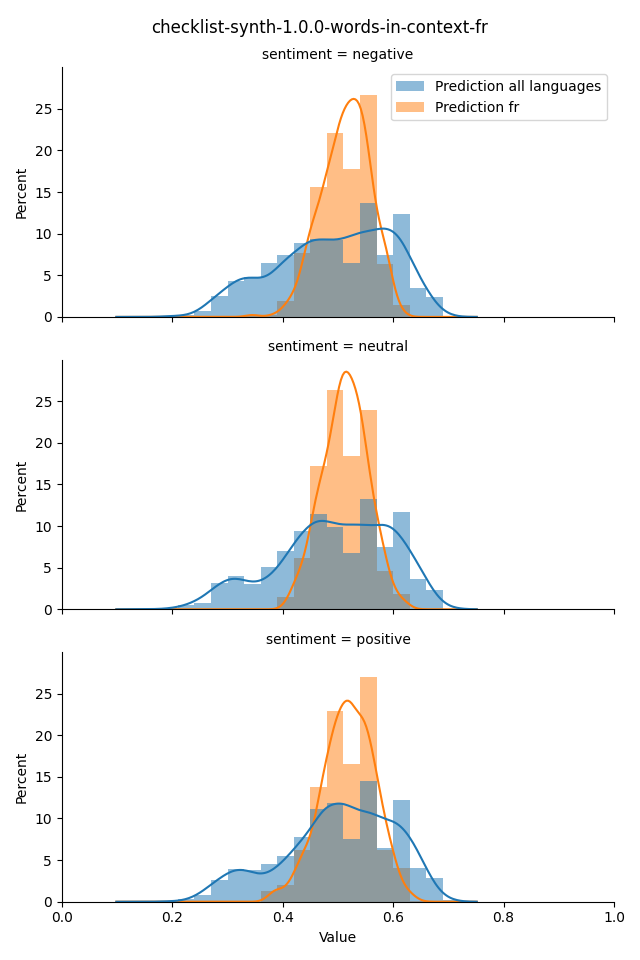 checklist-synth-1.0.0-words-in-context-fr
sentiment = negative
Prediction all languages
Prediction fr
25
20
15
10
5
0
Percent
sentiment = neutral
25
20
15
10
5
0
Percent
sentiment = positive
25
20
15
10
5
0
Percent
0.0 0.2 0.4 0.6 0.8 1.0
Value